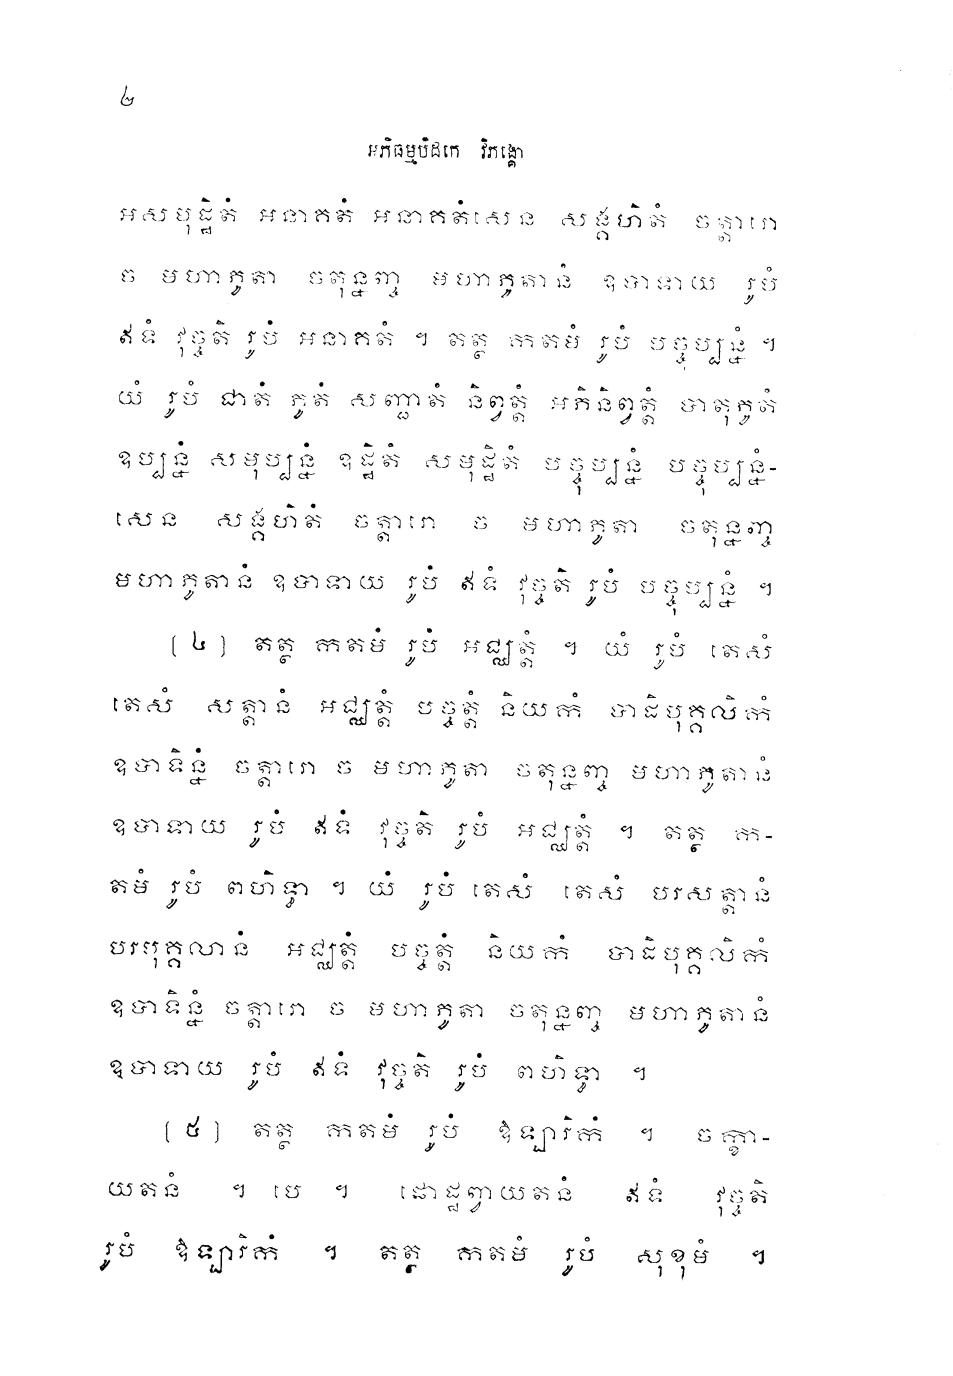 ២
អភិធម្មបិដកេ វិភង្គោ
អសមុដ្ឋិតំ អនាគតំ អនាគតំសេន សង្គហិតំ ចត្តារោ
ច មហាភូតា ចតុន្នញ្ច មហាភូតានំ ឧបាទាយ រូបំ
ឥទំ វុច្ចតិ រូបំ អនាគតំ ។ តត្ថ កតមំ រូបំ បច្ចុប្បន្នំ ។
យំ រូបំ ជាតំ ភូតំ សញ្ជាតំ និព្វត្តំ អភិនិព្វត្តំ បាតុភូតំ
ឧប្បន្នំ សមុប្បន្នំ ឧដ្ឋិតំ សមុដ្ឋិតំ បច្ចុប្បន្នំ បច្ចុប្បន្នំ-
សេន សង្គហិតំ ចត្តារោ ច មហាភូតា ចតុន្នញ្ច
មហាភូតានំ ឧបាទាយ រូបំ ឥទំ វុច្ចតិ រូបំ បច្ចុប្បន្នំ ។
[ ៤ ] តត្ថ កតមំ រូបំ អជ្ឈត្តំ ។ យំ រូបំ តេសំ
តេសំ សត្តានំ អជ្ឈត្តំ បច្ចត្តំ និយកំ បាដិបុគ្គលិកំ
ឧបាទិន្នំ ចត្តារោ ច មហាភូតា ចតុន្នញ្ច មហាភូតានំ
ឧបាទាយ រូបំ ឥទំ វុច្ចតិ រូបំ អជ្ឈត្តំ ។ តត្ថ ក-
តមំ រូបំ ពហិទ្ធា ។ យំ រូបំ តេសំ តេសំ បរសត្តានំ
បរបុគ្គលានំ អជ្ឈត្តំ បច្ចត្តំ និយកំ បាដិបុគ្គលិកំ
ឧបាទិន្នំ ចត្តារោ ច មហាភូតា ចតុន្នញ្ច មហាភូតានំ
ឧបាទាយ រូបំ ឥទំ វុច្ចតិ រូបំ ពហិទ្ធា ។
[ ៥ ] តត្ថ កតមំ រូបំ ឱឡារិកំ ។ ចក្ខា-
យតនំ ។ បេ ។ ផោដ្ឋព្វាយតនំ ឥទំ វុច្ចតិ
រូបំ ឱឡារិកំ ។ តត្ថ កតមំ រូបំ សុខុមំ ។